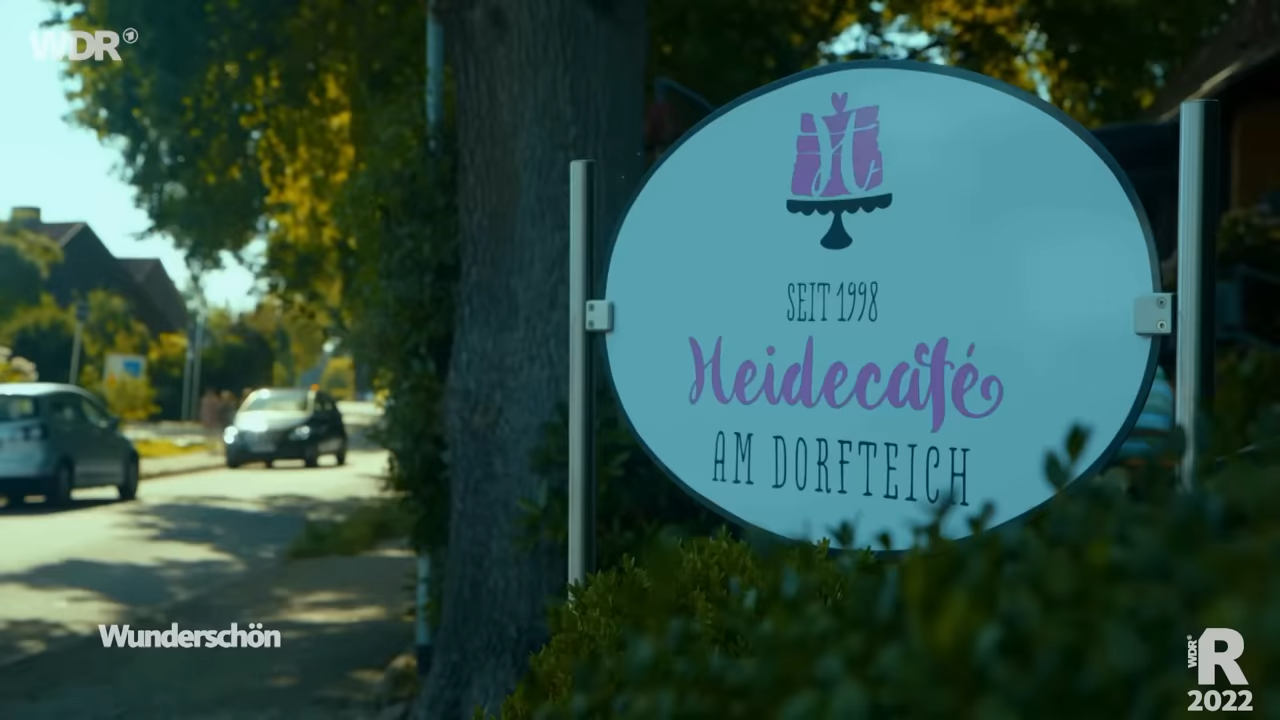 WDR
H
SEIT 1998
Heidecafé
AM DORFTEICH
Wunderschön
WDR R
2022